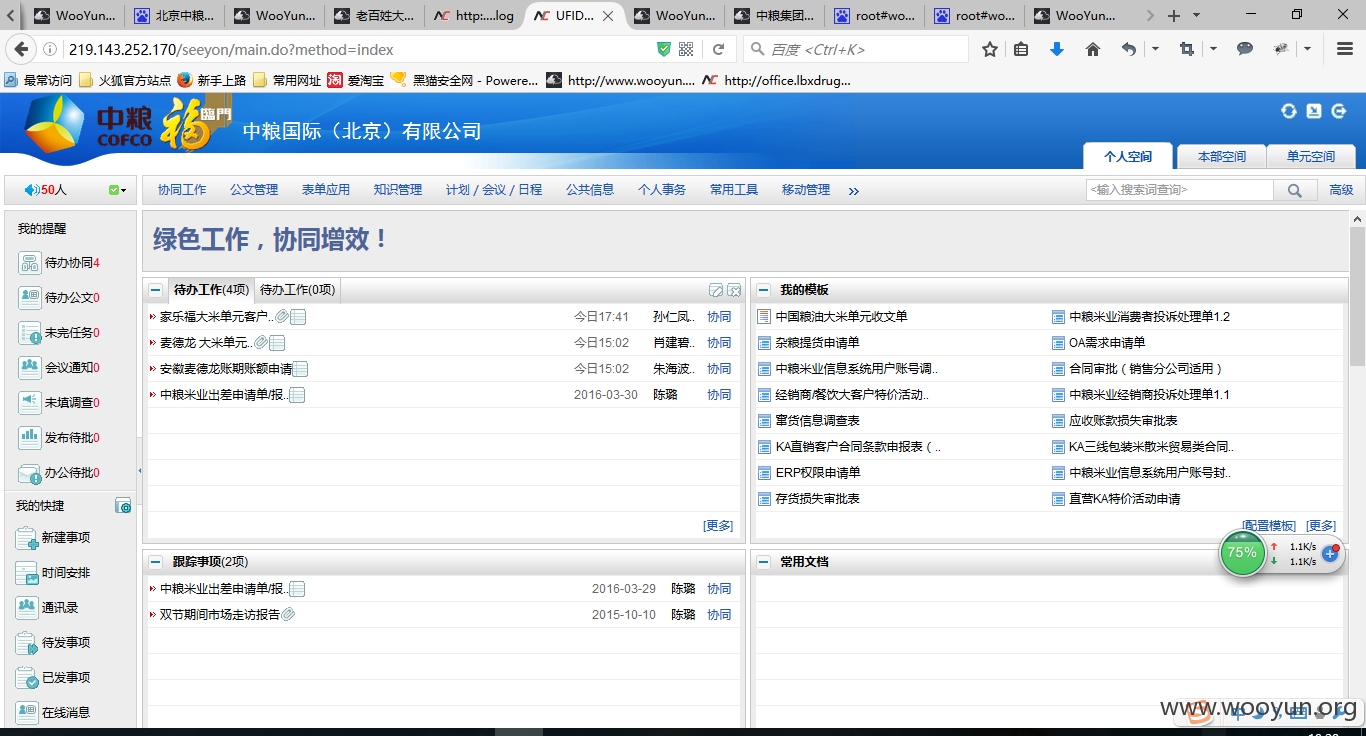 WooYun... 北京中粮... WooYun... 老百姓大... http:....log UFID... WooYun... 中粮集团... root#wo... root#wo... WooYun...
219.143.252.170/seeyon/main.do?method=index 百度 <Ctrl+K>
最常访问 火狐官方站点 新手上路 常用网址 爱淘宝 黑猫安全网 - Powere... http://www.wooyun.... http://office.lbxdrug...
中粮 COFCO 福臨門 中粮国际（北京）有限公司
个人空间 本部空间 单元空间
50人 协同工作 公文管理 表单应用 知识管理 计划 / 会议 / 日程 公共信息 个人事务 常用工具 移动管理 » <输入搜索词查询> 高级
我的提醒
待办协同4
待办公文0
未完任务0
会议通知0
未填调查0
发布待批0
办公待批0
我的快捷
新建事项
时间安排
通讯录
待发事项
已发事项
在线消息
绿色工作，协同增效！
待办工作(4项) 待办工作(0项)
家乐福大米单元客户.. 今日17:41 孙仁凤.. 协同
麦德龙 大米单元.. 今日15:02 肖建碧.. 协同
安徽麦德龙账期账额申请 今日15:02 朱海波.. 协同
中粮米业出差申请单/报.. 2016-03-30 陈璐 协同
[更多]
我的模板
中国粮油大米单元收文单 中粮米业消费者投诉处理单1.2
杂粮提货申请单 OA需求申请单
中粮米业信息系统用户账号调.. 合同审批（销售分公司适用）
经销商/餐饮大客户特价活动.. 中粮米业经销商投诉处理单1.1
窜货信息调查表 应收账款损失审批表
KA直销客户合同条款申报表（.. KA三线包装米散米贸易类合同..
ERP权限申请单 中粮米业信息系统用户账号封..
存货损失审批表 直营KA特价活动申请
[配置模板] [更多]
75% 1.1K/s
1.1K/s
跟踪事项(2项)
中粮米业出差申请单/报.. 2016-03-29 陈璐 协同
双节期间市场走访报告 2015-10-10 陈璐 协同
常用文档
www.wooyun.org